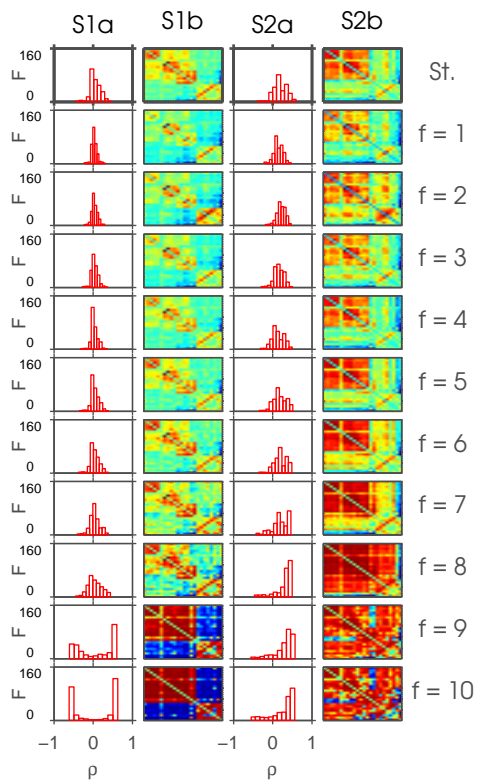 S1a S1b S2a S2b
160
F
0
St.
160
F
0
f = 1
160
F
0
f = 2
160
F
0
f = 3
160
F
0
f = 4
160
F
0
f = 5
160
F
0
f = 6
160
F
0
f = 7
160
F
0
f = 8
160
F
0
f = 9
160
F
0
f = 10
−1 0 1 −1 0 1
ρ ρ